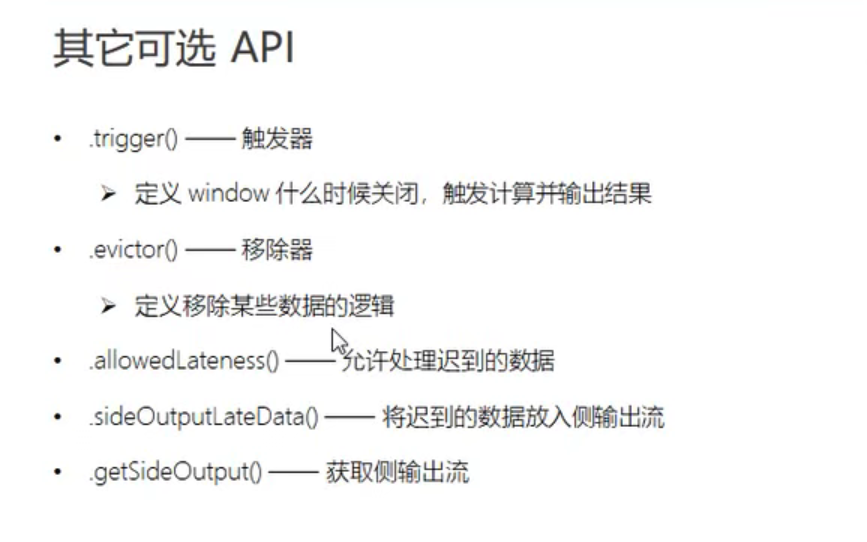 其它可选 API
• .trigger() —— 触发器
➢ 定义 window 什么时候关闭，触发计算并输出结果
• .evictor() —— 移除器
➢ 定义移除某些数据的逻辑
• .allowedLateness() —— 允许处理迟到的数据
• .sideOutputLateData() —— 将迟到的数据放入侧输出流
• .getSideOutput() —— 获取侧输出流